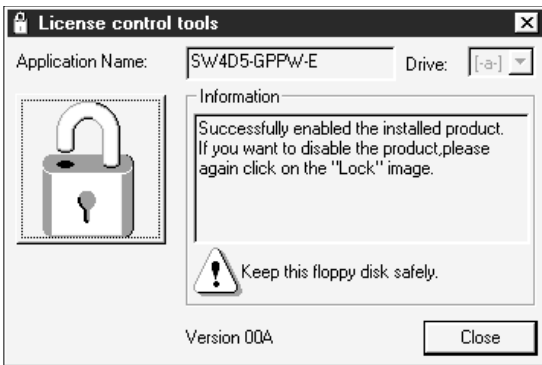 License control tools
Application Name: SW4D5-GPPW-E Drive: [-a-]
Information
Successfully enabled the installed product.
If you want to disable the product,please
again click on the "Lock" image.
Keep this floppy disk safely.
Version 00A Close